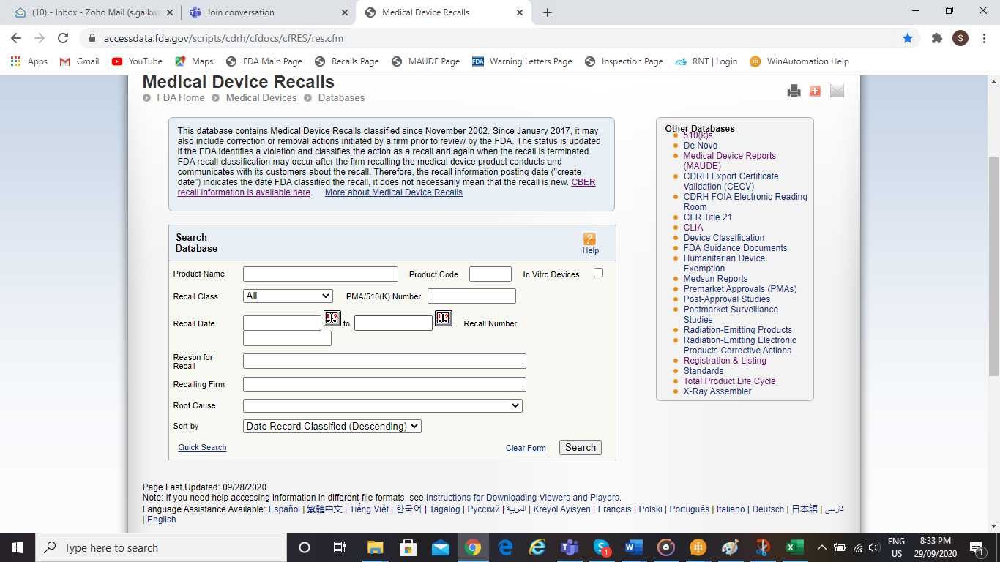 (10) - Inbox - Zoho Mail (s.gaikw
Join conversation
Medical Device Recalls
accessdata.fda.gov/scripts/cdrh/cfdocs/cfRES/res.cfm
S
Apps
Gmail
YouTube
Maps
FDA Main Page
Recalls Page
MAUDE Page
FDA
Warning Letters Page
Inspection Page
RNT | Login
WinAutomation Help
Medical Device Recalls
FDA Home
Medical Devices
Databases
This database contains Medical Device Recalls classified since November 2002. Since January 2017, it may
also include correction or removal actions initiated by a firm prior to review by the FDA. The status is updated
if the FDA identifies a violation and classifies the action as a recall and again when the recall is terminated.
FDA recall classification may occur after the firm recalling the medical device product conducts and
communicates with its customers about the recall. Therefore, the recall information posting date ("create
date") indicates the date FDA classified the recall, it does not necessarily mean that the recall is new. CBER
recall information is available here. More about Medical Device Recalls
Search
Database
?
Help
Product Name
Product Code
In Vitro Devices
Recall Class
All
PMA/510(K) Number
Recall Date
to
Recall Number
Reason for
Recall
Recalling Firm
Root Cause
Sort by
Date Record Classified (Descending)
Quick Search
Clear Form
Search
Other Databases
510(k)s
De Novo
Medical Device Reports
(MAUDE)
CDRH Export Certificate
Validation (CECV)
CDRH FOIA Electronic Reading
Room
CFR Title 21
CLIA
Device Classification
FDA Guidance Documents
Humanitarian Device
Exemption
Medsun Reports
Premarket Approvals (PMAs)
Post-Approval Studies
Postmarket Surveillance
Studies
Radiation-Emitting Products
Radiation-Emitting Electronic
Products Corrective Actions
Registration & Listing
Standards
Total Product Life Cycle
X-Ray Assembler
Page Last Updated: 09/28/2020
Note: If you need help accessing information in different file formats, see Instructions for Downloading Viewers and Players.
Language Assistance Available: Español | 繁體中文 | Tiếng Việt | 한국어 | Tagalog | Русский | العربية | Kreyòl Ayisyen | Français | Polski | Português | Italiano | Deutsch | 日本語 | فارسی
| English
Type here to search
1
ENG
US
8:33 PM
29/09/2020
1